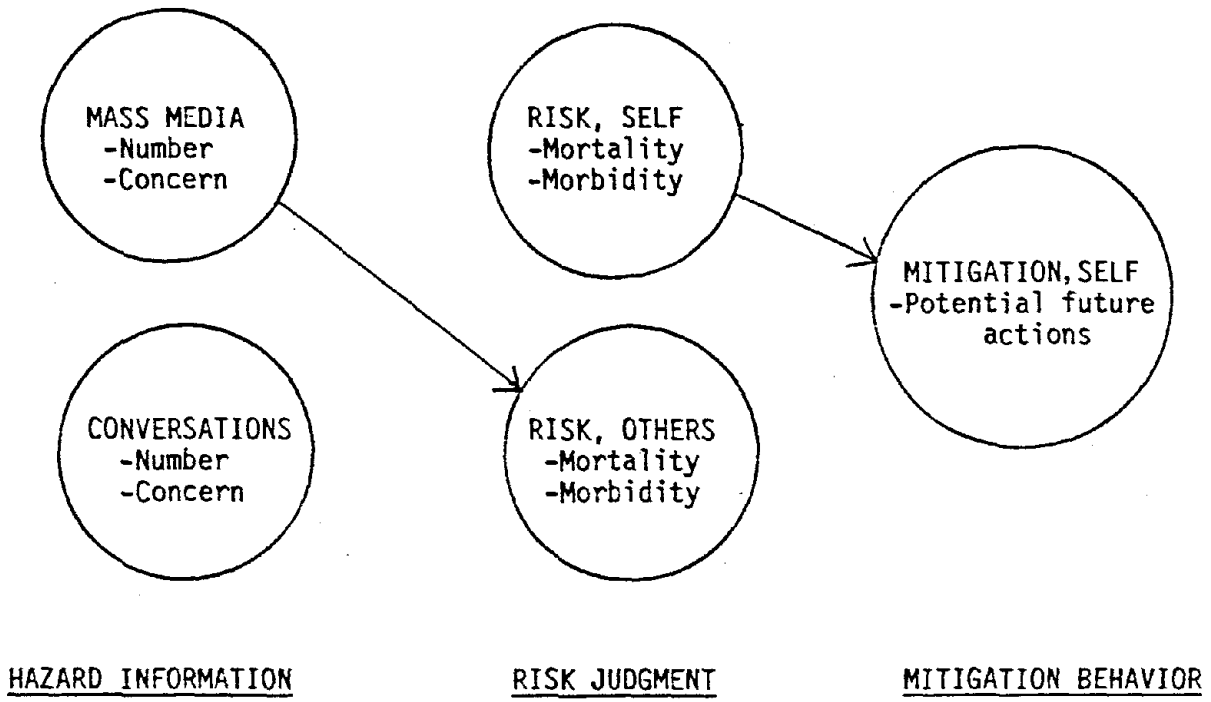 MASS MEDIA
-Number
-Concern
RISK, SELF
-Mortality
-Morbidity
MITIGATION, SELF
-Potential future
actions
CONVERSATIONS
-Number
-Concern
RISK, OTHERS
-Mortality
-Morbidity
HAZARD INFORMATION
RISK JUDGMENT
MITIGATION BEHAVIOR